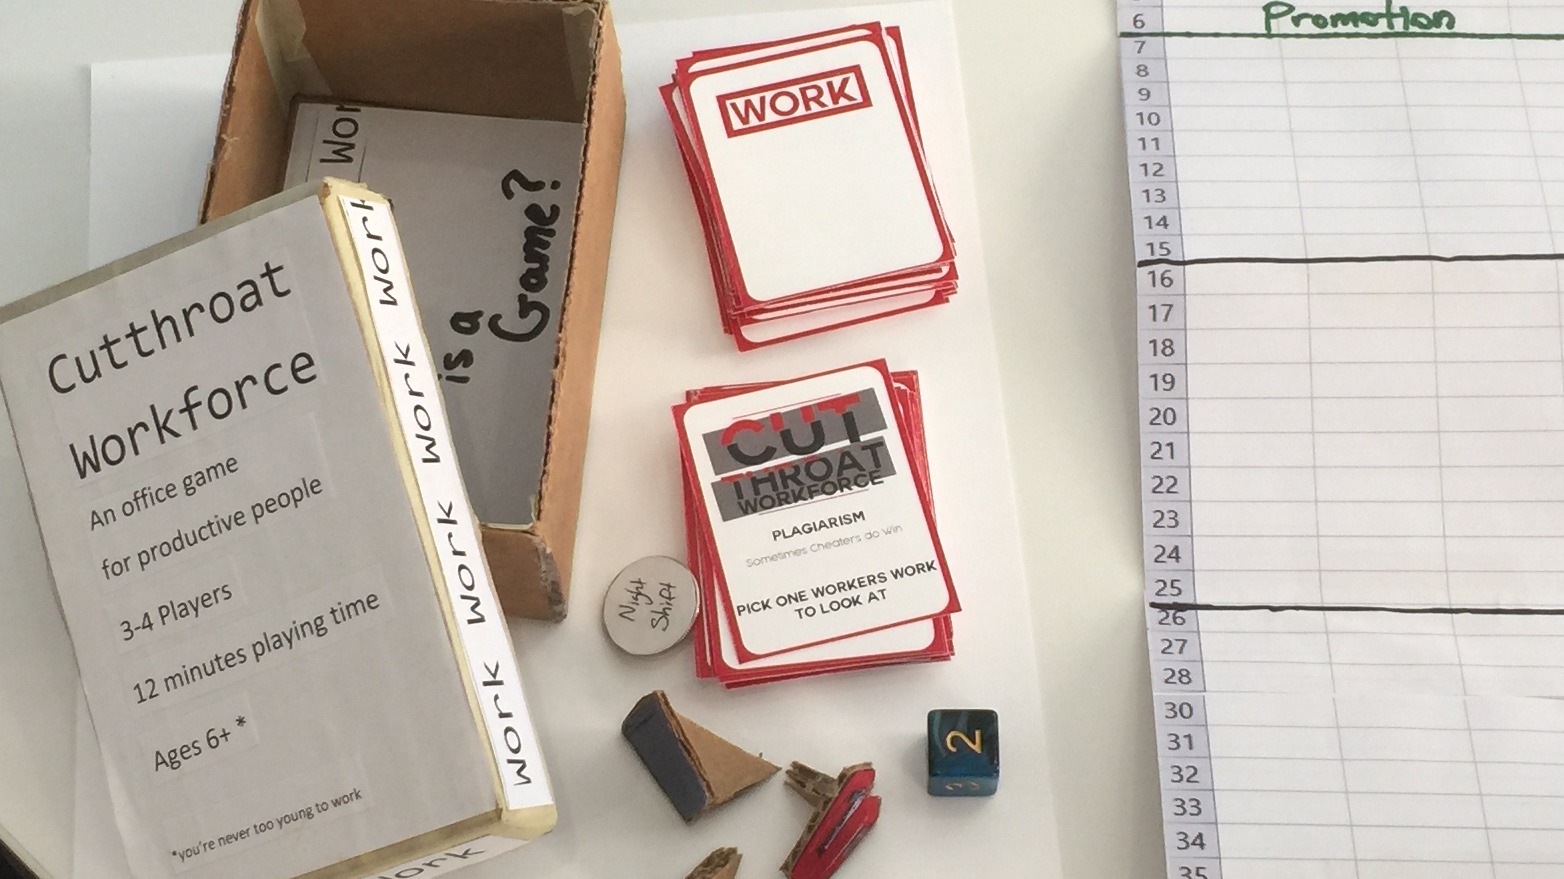 Cutthroat
Workforce
An office game
for productive people
3-4 Players
12 minutes playing time
Ages 6+ *
*you're never too young to work
Work Work Work Work Work
is a
Game?
WORK
CUT
THROAT
WORKFORCE
PLAGIARISM
Sometimes Cheaters do Win
PICK ONE WORKERS WORK
TO LOOK AT
Night
Shift
2
6
Promotion
7
8
9
10
11
12
13
14
15
16
17
18
19
20
21
22
23
24
25
26
27
28
30
31
32
33
34
35